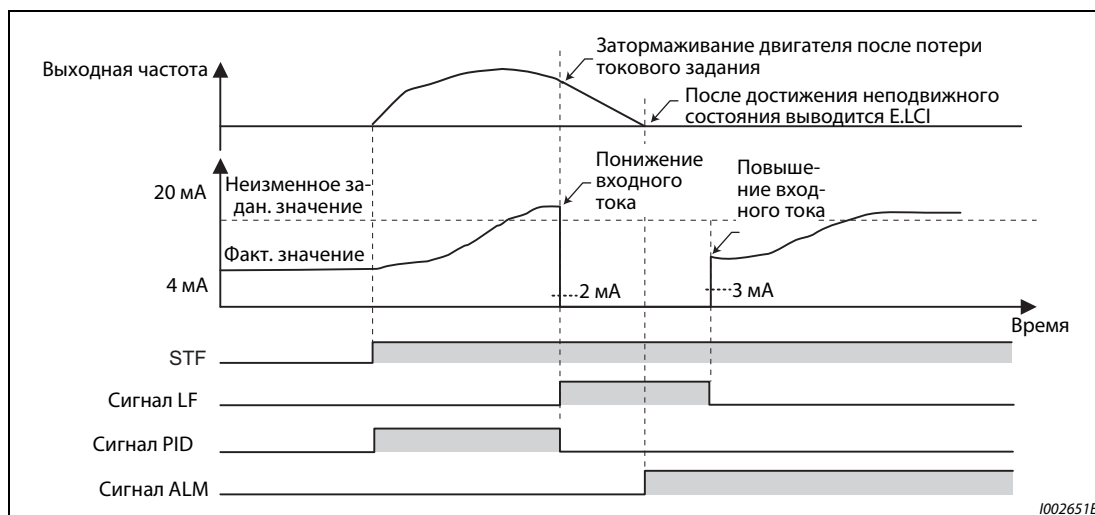 Затормаживание двигателя после потери
токового задания
Выходная частота
После достижения неподвижного
состояния выводится E.LCI
Понижение
входного
тока
Повыше-
ние вход-
ного тока
20 мА
Неизменное за-
дан. значение
Факт. значение
4 мА
2 мА
3 мА
Время
STF
Сигнал LF
Сигнал PID
Сигнал ALM
I002651E